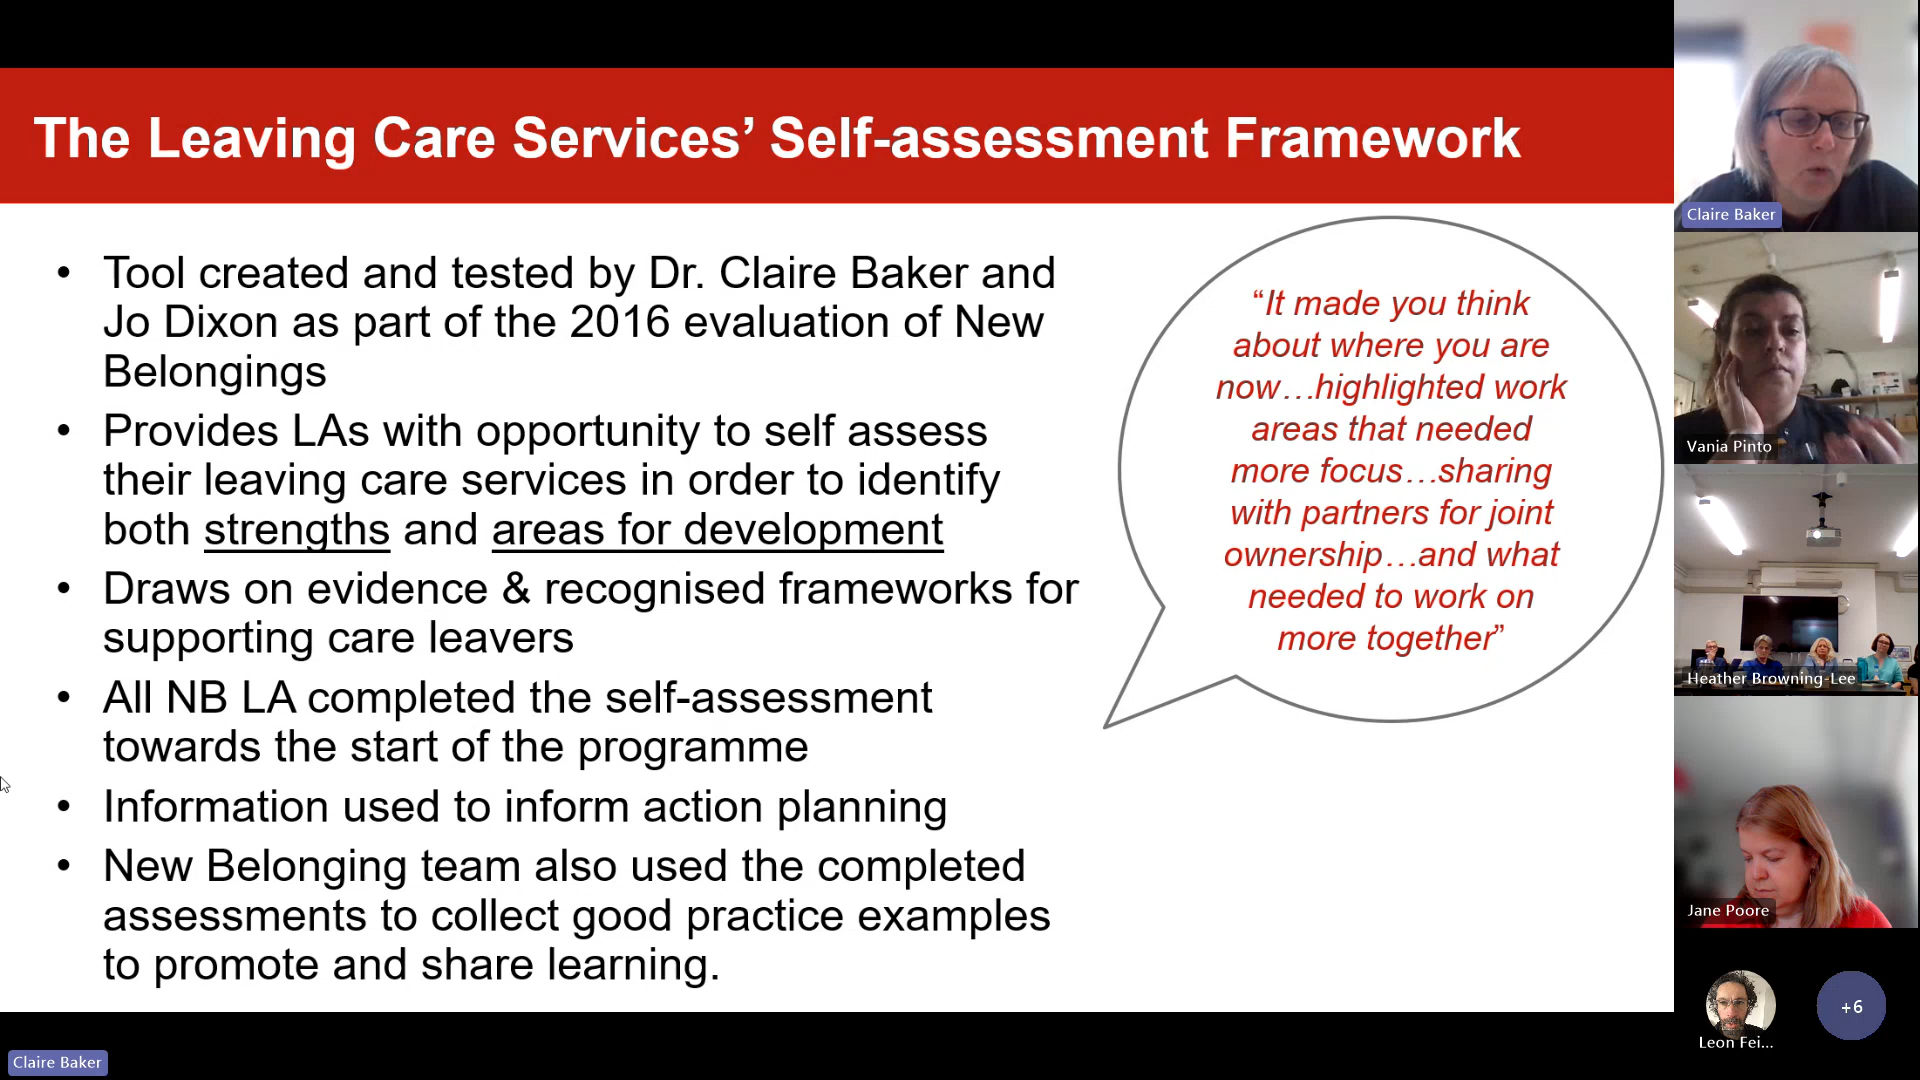 The Leaving Care Services’ Self-assessment Framework
• Tool created and tested by Dr. Claire Baker and
Jo Dixon as part of the 2016 evaluation of New
Belongings
• Provides LAs with opportunity to self assess
their leaving care services in order to identify
both strengths and areas for development
• Draws on evidence & recognised frameworks for
supporting care leavers
• All NB LA completed the self-assessment
towards the start of the programme
• Information used to inform action planning
• New Belonging team also used the completed
assessments to collect good practice examples
to promote and share learning.
“It made you think
about where you are
now…highlighted work
areas that needed
more focus…sharing
with partners for joint
ownership…and what
needed to work on
more together”
Claire Baker
Vania Pinto
Heather Browning-Lee
Jane Poore
Leon Fei...
+6
Claire Baker